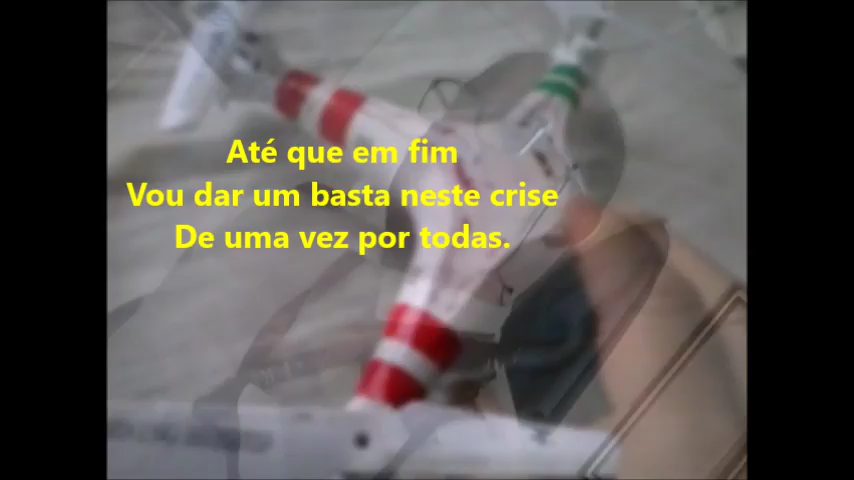 Até que em fim
Vou dar um basta neste crise
De uma vez por todas.